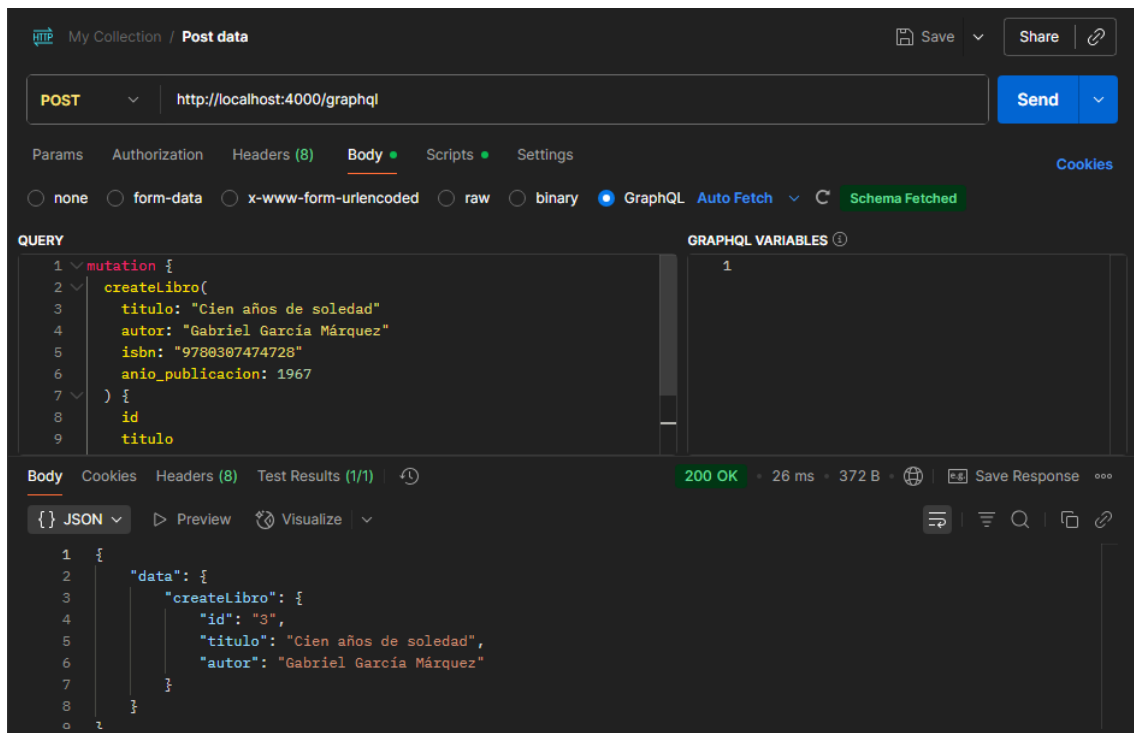 HTTP My Collection / Post data Save Share
POST http://localhost:4000/graphql Send
Params Authorization Headers (8) Body Scripts Settings Cookies
none form-data x-www-form-urlencoded raw binary GraphQL Auto Fetch Schema Fetched
QUERY GRAPHQL VARIABLES
1 mutation { 1
2 createLibro(
3 titulo: "Cien años de soledad"
4 autor: "Gabriel García Márquez"
5 isbn: "9780307474728"
6 anio_publicacion: 1967
7 ) {
8 id
9 titulo
Body Cookies Headers (8) Test Results (1/1) 200 OK • 26 ms • 372 B • e.g. Save Response
{} JSON Preview Visualize
1 {
2 "data": {
3 "createLibro": {
4 "id": "3",
5 "titulo": "Cien años de soledad",
6 "autor": "Gabriel García Márquez"
7 }
8 }
9 }